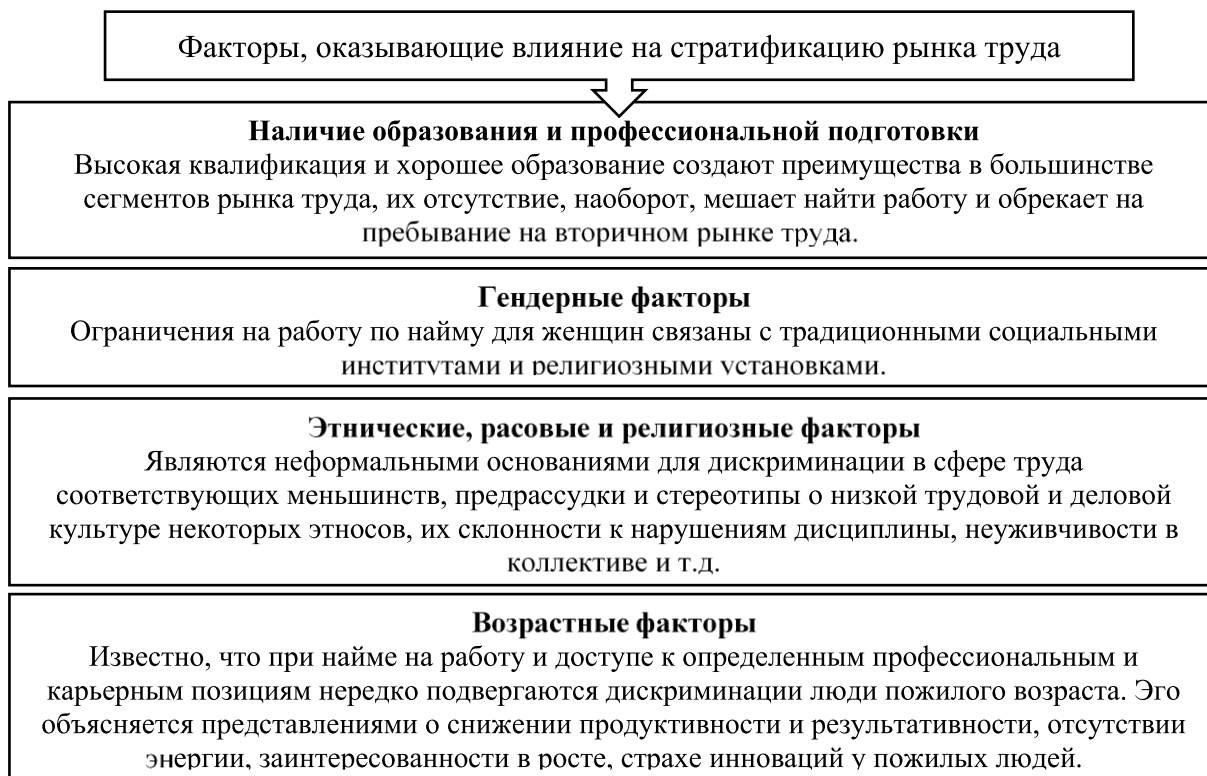 Факторы, оказывающие влияние на стратификацию рынка труда
Наличие образования и профессиональной подготовки
Высокая квалификация и хорошее образование создают преимущества в большинстве
сегментов рынка труда, их отсутствие, наоборот, мешает найти работу и обрекает на
пребывание на вторичном рынке труда.
Гендерные факторы
Ограничения на работу по найму для женщин связаны с традиционными социальными
институтами и религиозными установками.
Этнические, расовые и религиозные факторы
Являются неформальными основаниями для дискриминации в сфере труда
соответствующих меньшинств, предрассудки и стереотипы о низкой трудовой и деловой
культуре некоторых этносов, их склонности к нарушениям дисциплины, неуживчивости в
коллективе и т.д.
Возрастные факторы
Известно, что при найме на работу и доступе к определенным профессиональным и
карьерным позициям нередко подвергаются дискриминации люди пожилого возраста. Эго
объясняется представлениями о снижении продуктивности и результативности, отсутствии
энергии, заинтересованности в росте, страхе инноваций у пожилых людей.